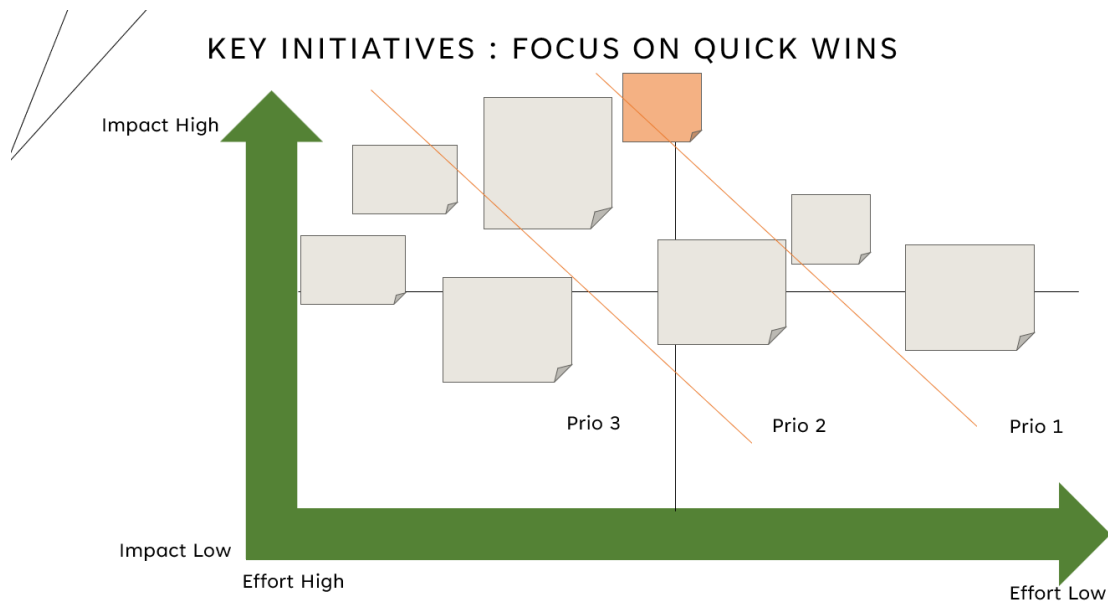 KEY INITIATIVES : FOCUS ON QUICK WINS
Impact High
Prio 3
Prio 2
Prio 1
Impact Low
Effort High
Effort Low